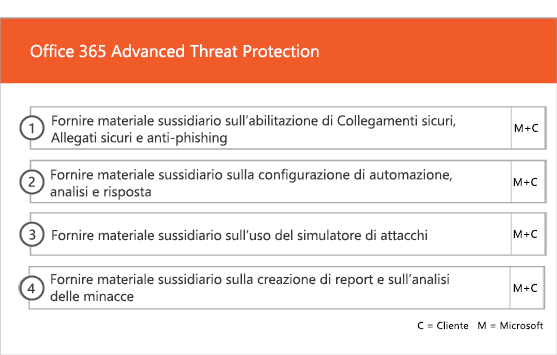 Office 365 Advanced Threat Protection
1
Fornire materiale sussidiario sull'abilitazione di Collegamenti sicuri,
Allegati sicuri e anti-phishing
M+C
2
Fornire materiale sussidiario sulla configurazione di automazione,
analisi e risposta
M+C
3
Fornire materiale sussidiario sull'uso del simulatore di attacchi
M+C
4
Fornire materiale sussidiario sulla creazione di report e sull'analisi
delle minacce
M+C
C = Cliente M = Microsoft